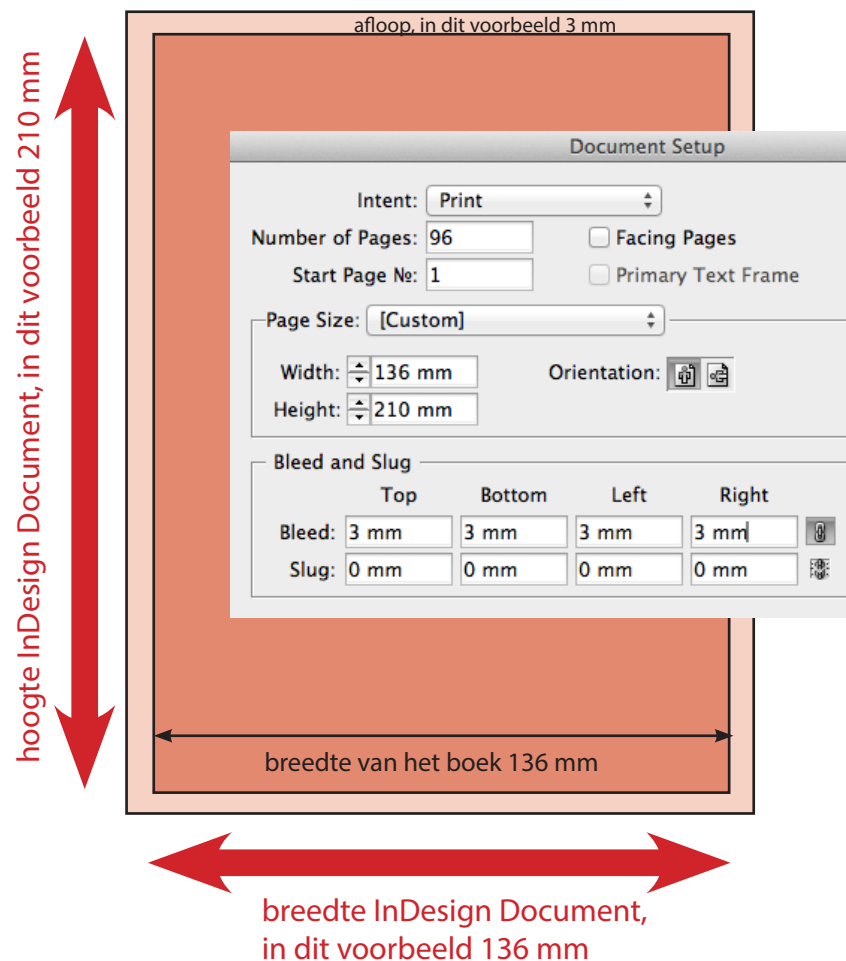 afloop, in dit voorbeeld 3 mm
hoogte InDesign Document, in dit voorbeeld 210 mm
Document Setup
Intent: Print
Number of Pages: 96 Facing Pages
Start Page №: 1 Primary Text Frame
Page Size: [Custom]
Width: 136 mm Orientation:
Height: 210 mm
Bleed and Slug
Top Bottom Left Right
Bleed: 3 mm 3 mm 3 mm 3 mm
Slug: 0 mm 0 mm 0 mm 0 mm
breedte van het boek 136 mm
breedte InDesign Document,
in dit voorbeeld 136 mm